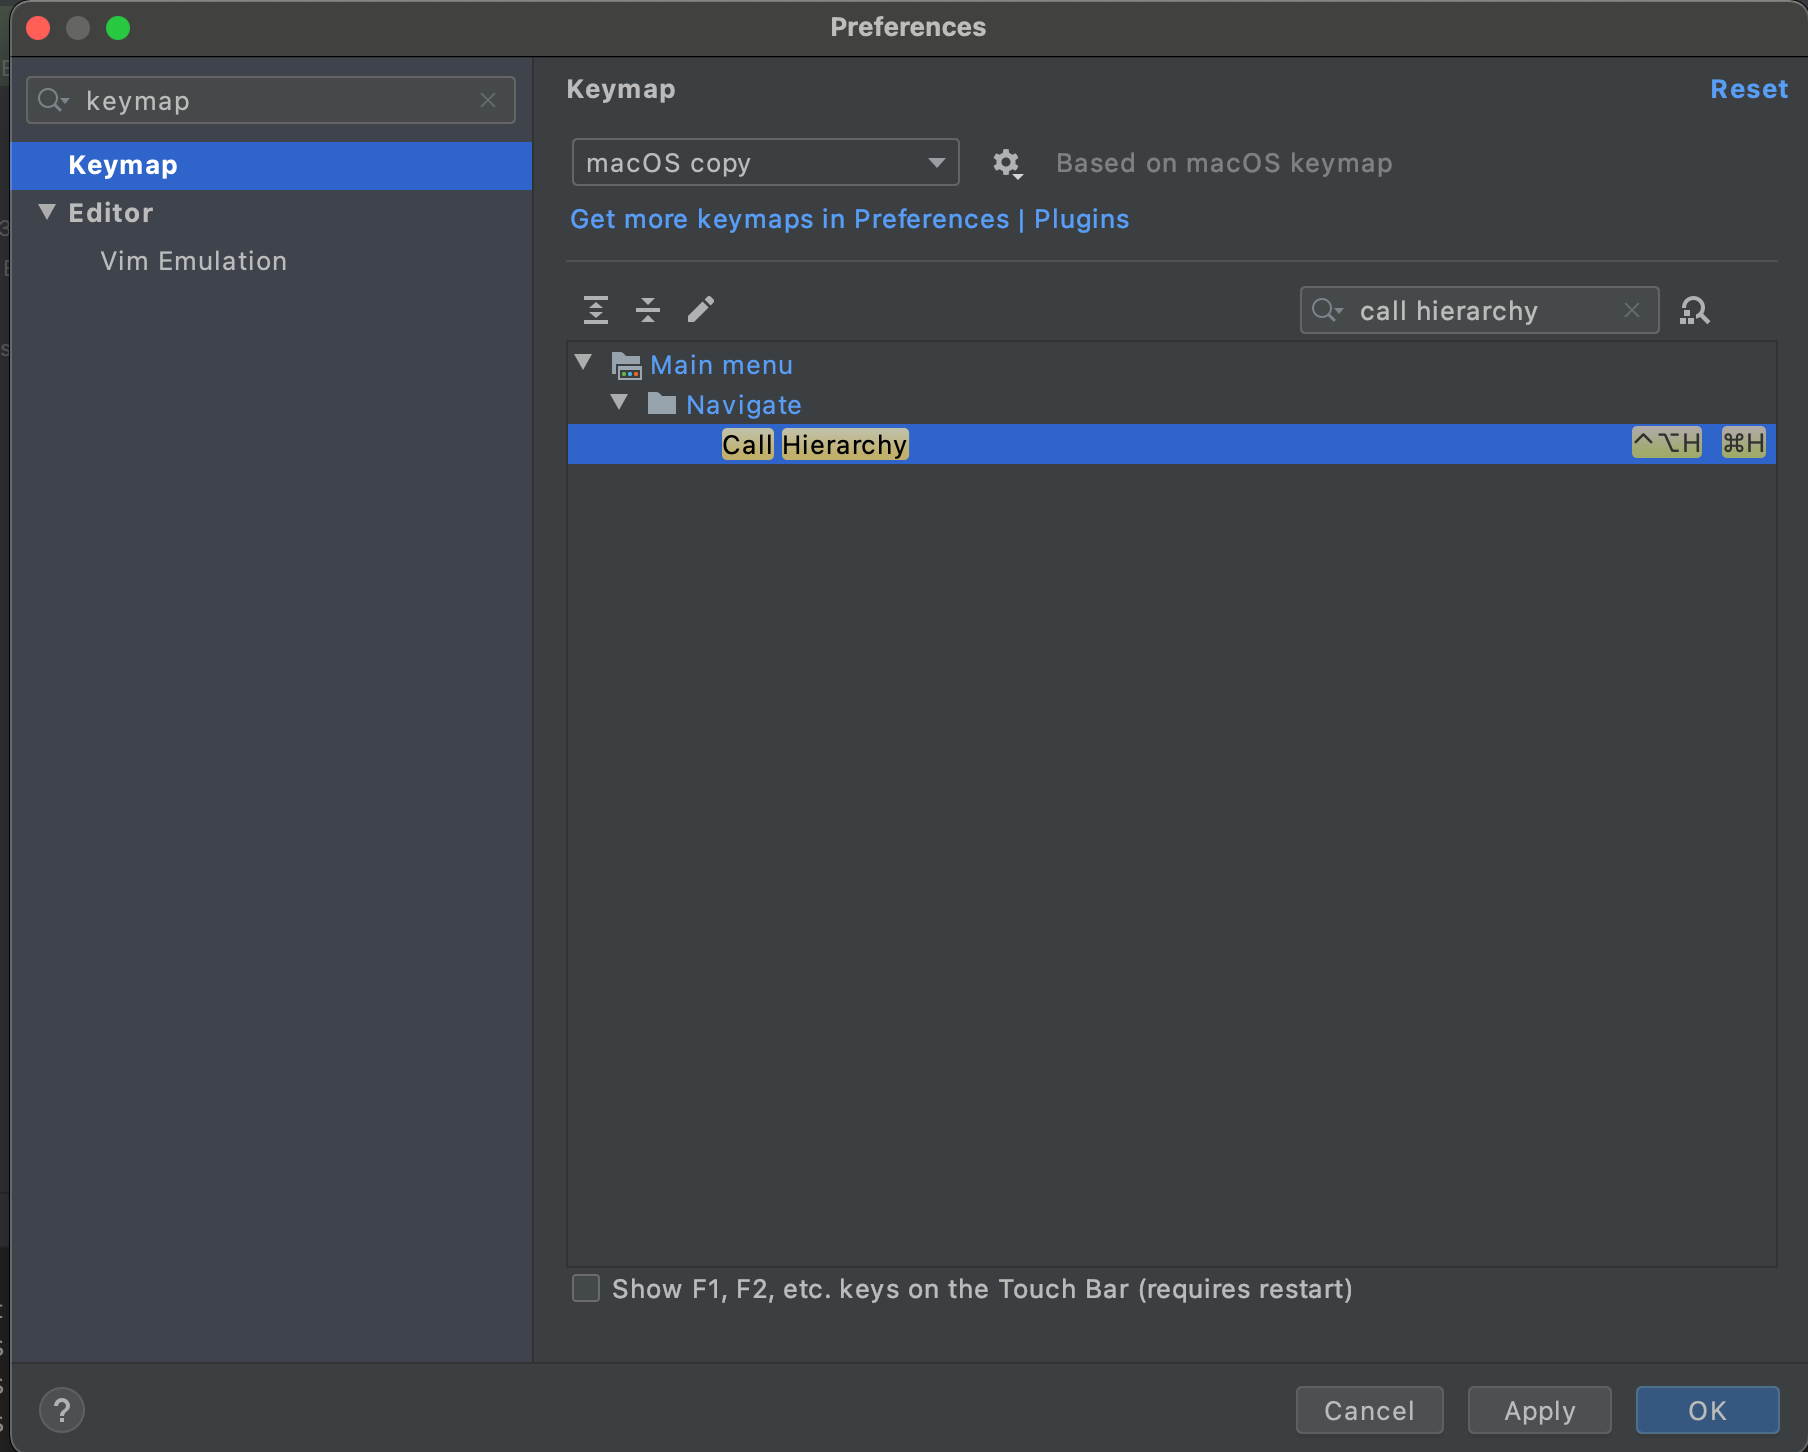 Preferences
keymap
Keymap
Editor
Vim Emulation
Keymap
Reset
macOS copy
Based on macOS keymap
Get more keymaps in Preferences | Plugins
call hierarchy
Main menu
Navigate
Call Hierarchy ^⌥H ⌘H
Show F1, F2, etc. keys on the Touch Bar (requires restart)
?
Cancel
Apply
OK